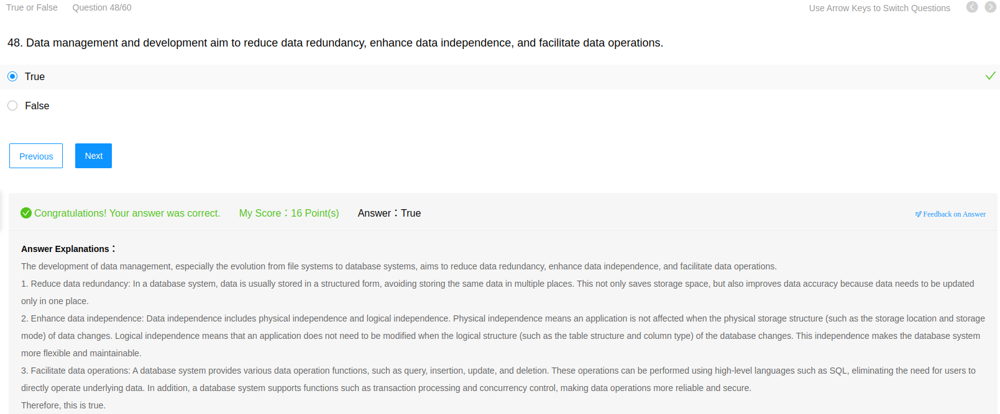 True or False Question 48/60 Use Arrow Keys to Switch Questions
48. Data management and development aim to reduce data redundancy, enhance data independence, and facilitate data operations.
True
False
Previous Next
Congratulations! Your answer was correct. My Score：16 Point(s) Answer：True Feedback on Answer
Answer Explanations：
The development of data management, especially the evolution from file systems to database systems, aims to reduce data redundancy, enhance data independence, and facilitate data operations.
1. Reduce data redundancy: In a database system, data is usually stored in a structured form, avoiding storing the same data in multiple places. This not only saves storage space, but also improves data accuracy because data needs to be updated
only in one place.
2. Enhance data independence: Data independence includes physical independence and logical independence. Physical independence means an application is not affected when the physical storage structure (such as the storage location and storage
mode) of data changes. Logical independence means that an application does not need to be modified when the logical structure (such as the table structure and column type) of the database changes. This independence makes the database system
more flexible and maintainable.
3. Facilitate data operations: A database system provides various data operation functions, such as query, insertion, update, and deletion. These operations can be performed using high-level languages such as SQL, eliminating the need for users to
directly operate underlying data. In addition, a database system supports functions such as transaction processing and concurrency control, making data operations more reliable and secure.
Therefore, this is true.